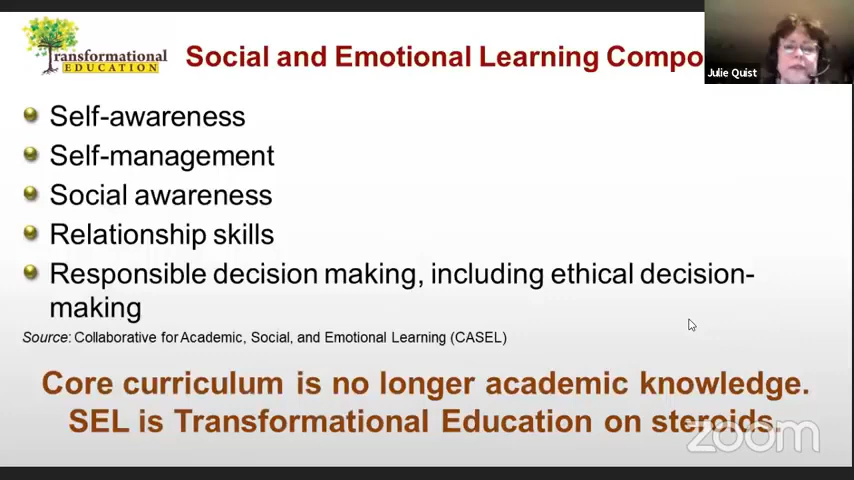 Transformational
EDUCATION
Social and Emotional Learning Compo
Julie Quist
Self-awareness
Self-management
Social awareness
Relationship skills
Responsible decision making, including ethical decision-
making
Source: Collaborative for Academic, Social, and Emotional Learning (CASEL)
Core curriculum is no longer academic knowledge.
SEL is Transformational Education on steroids.
zoom